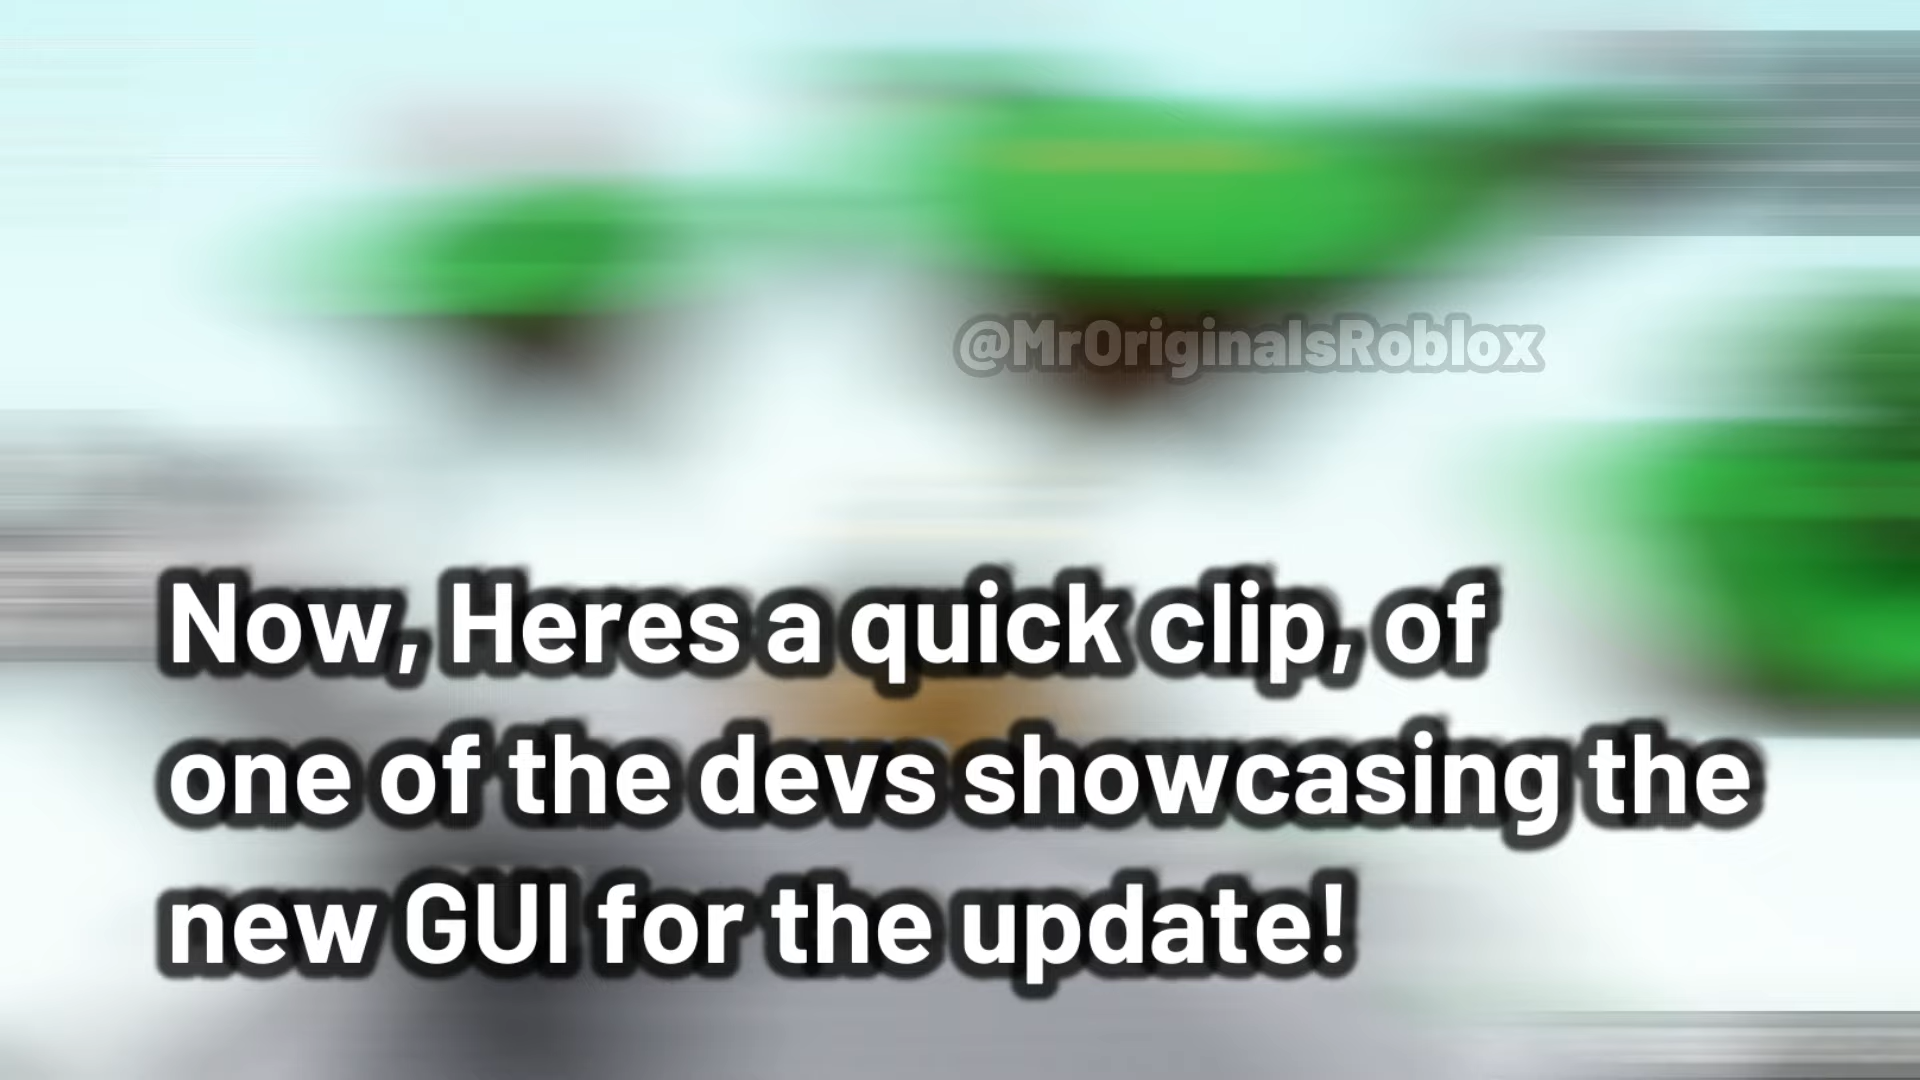 @MrOriginalsRoblox
Now, Heres a quick clip, of
one of the devs showcasing the
new GUI for the update!